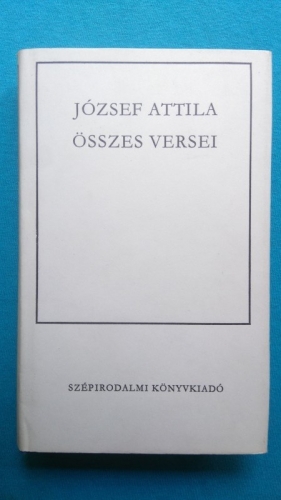 JÓZSEF ATTILA
ÖSSZES VERSEI
SZÉPIRODALMI KÖNYVKIADÓ